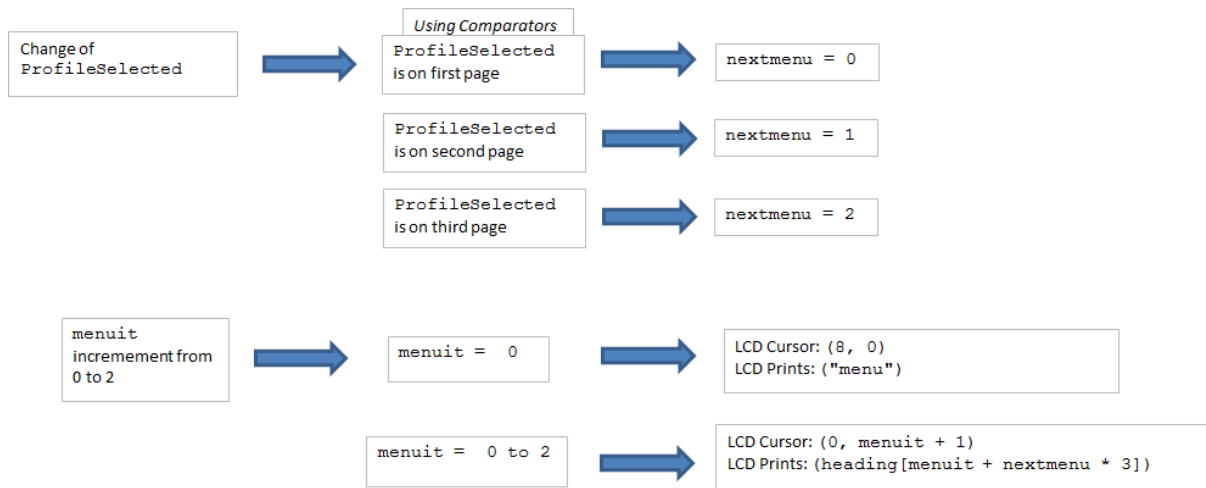 Change of
ProfileSelected
Using Comparators
ProfileSelected
is on first page
nextmenu = 0
ProfileSelected
is on second page
nextmenu = 1
ProfileSelected
is on third page
nextmenu = 2
menuit
incremement from
0 to 2
menuit = 0
LCD Cursor: (8, 0)
LCD Prints: ("menu")
menuit = 0 to 2
LCD Cursor: (0, menuit + 1)
LCD Prints: (heading[menuit + nextmenu * 3])